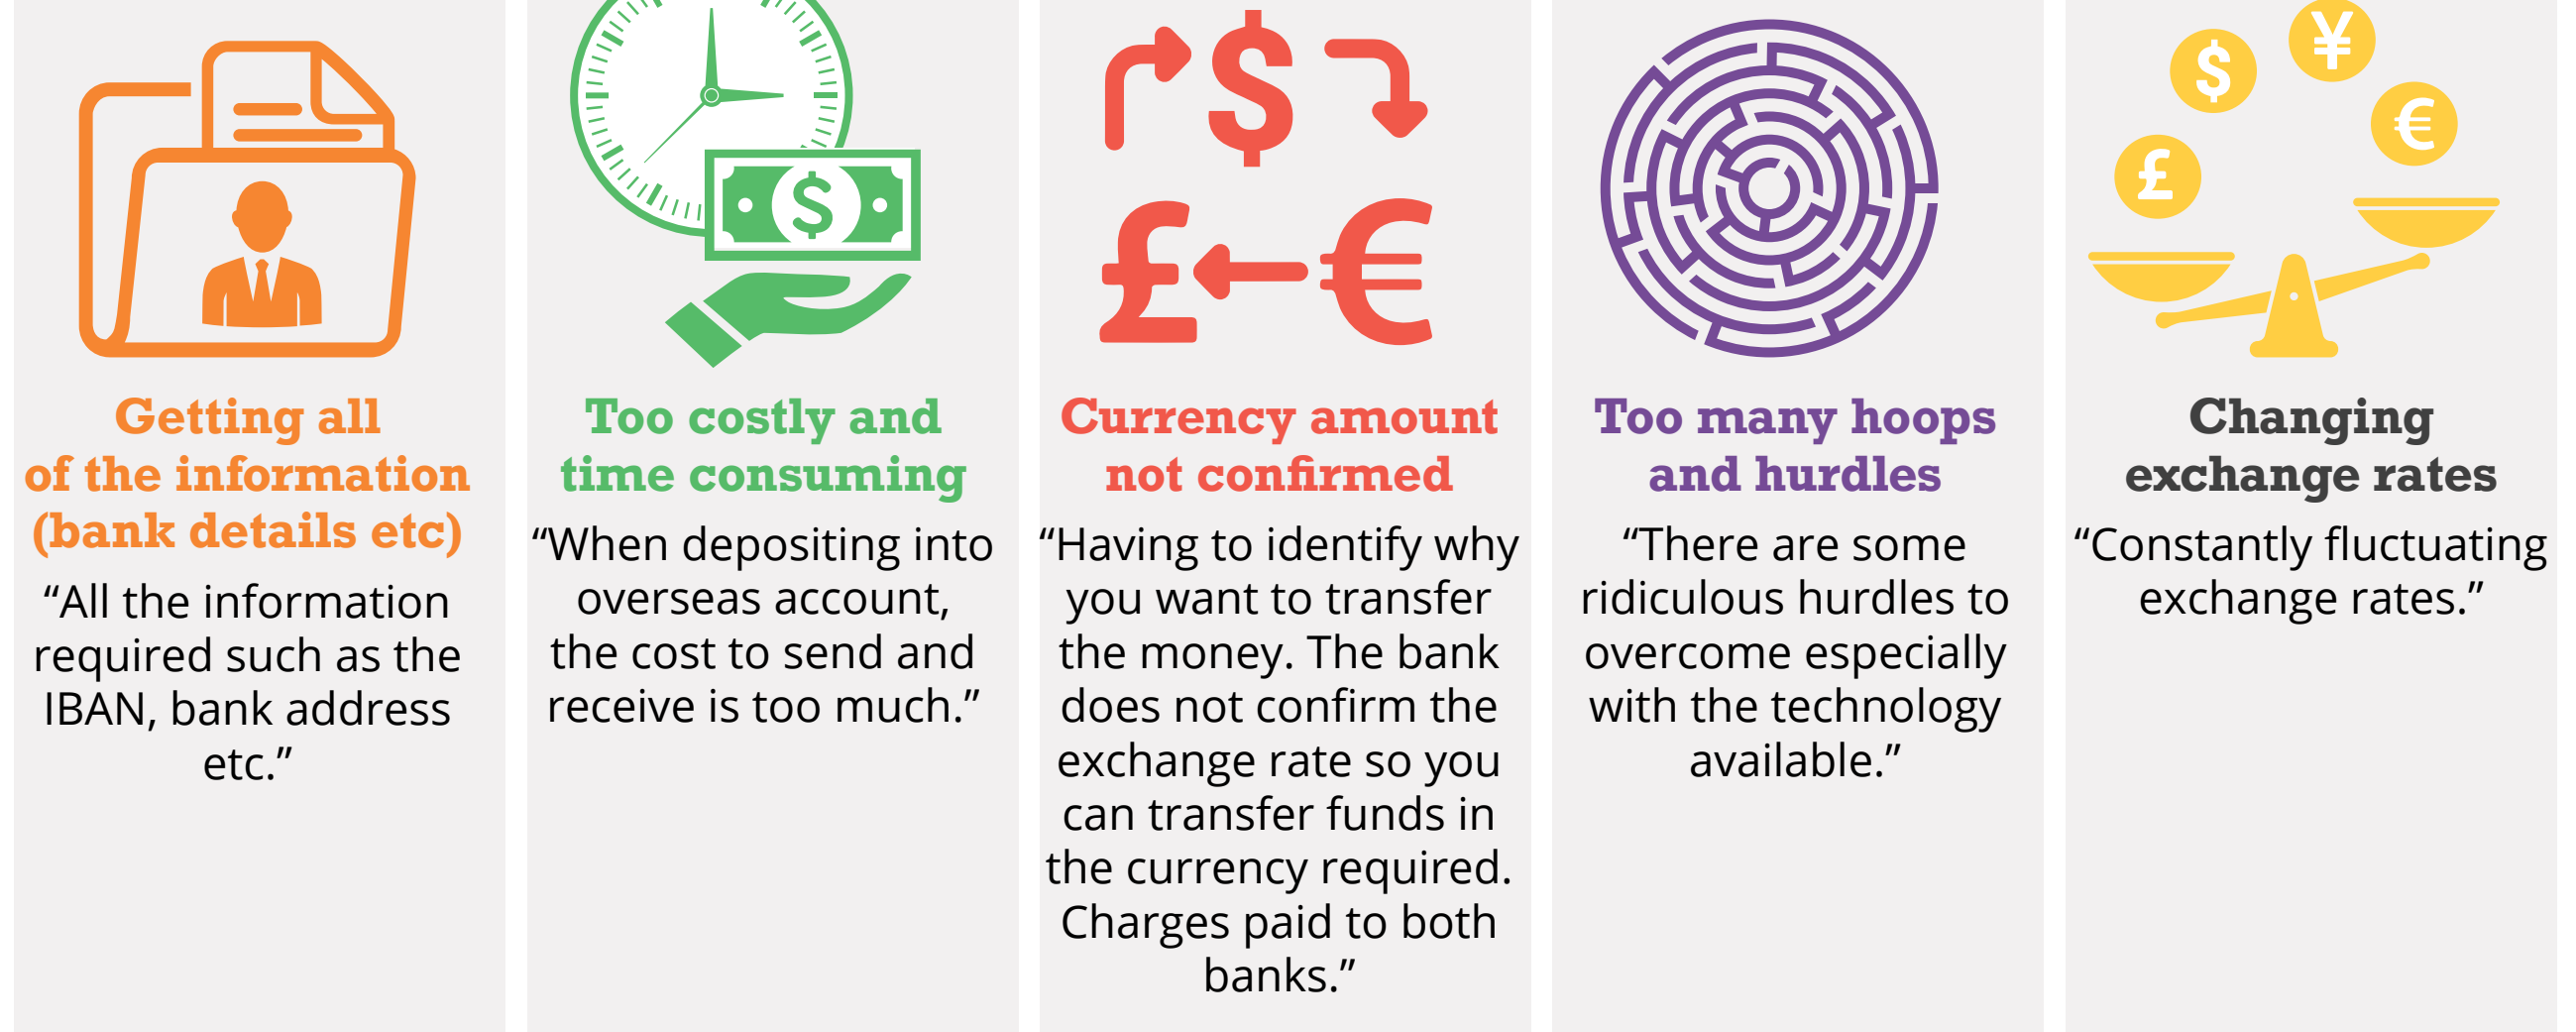 Getting all
of the information
(bank details etc)
“All the information
required such as the
IBAN, bank address
etc.”
$
Too costly and
time consuming
“When depositing into
overseas account,
the cost to send and
receive is too much.”
$
£
€
Currency amount
not confirmed
“Having to identify why
you want to transfer
the money. The bank
does not confirm the
exchange rate so you
can transfer funds in
the currency required.
Charges paid to both
banks.”
Too many hoops
and hurdles
“There are some
ridiculous hurdles to
overcome especially
with the technology
available.”
£
$
¥
€
Changing
exchange rates
“Constantly fluctuating
exchange rates.”